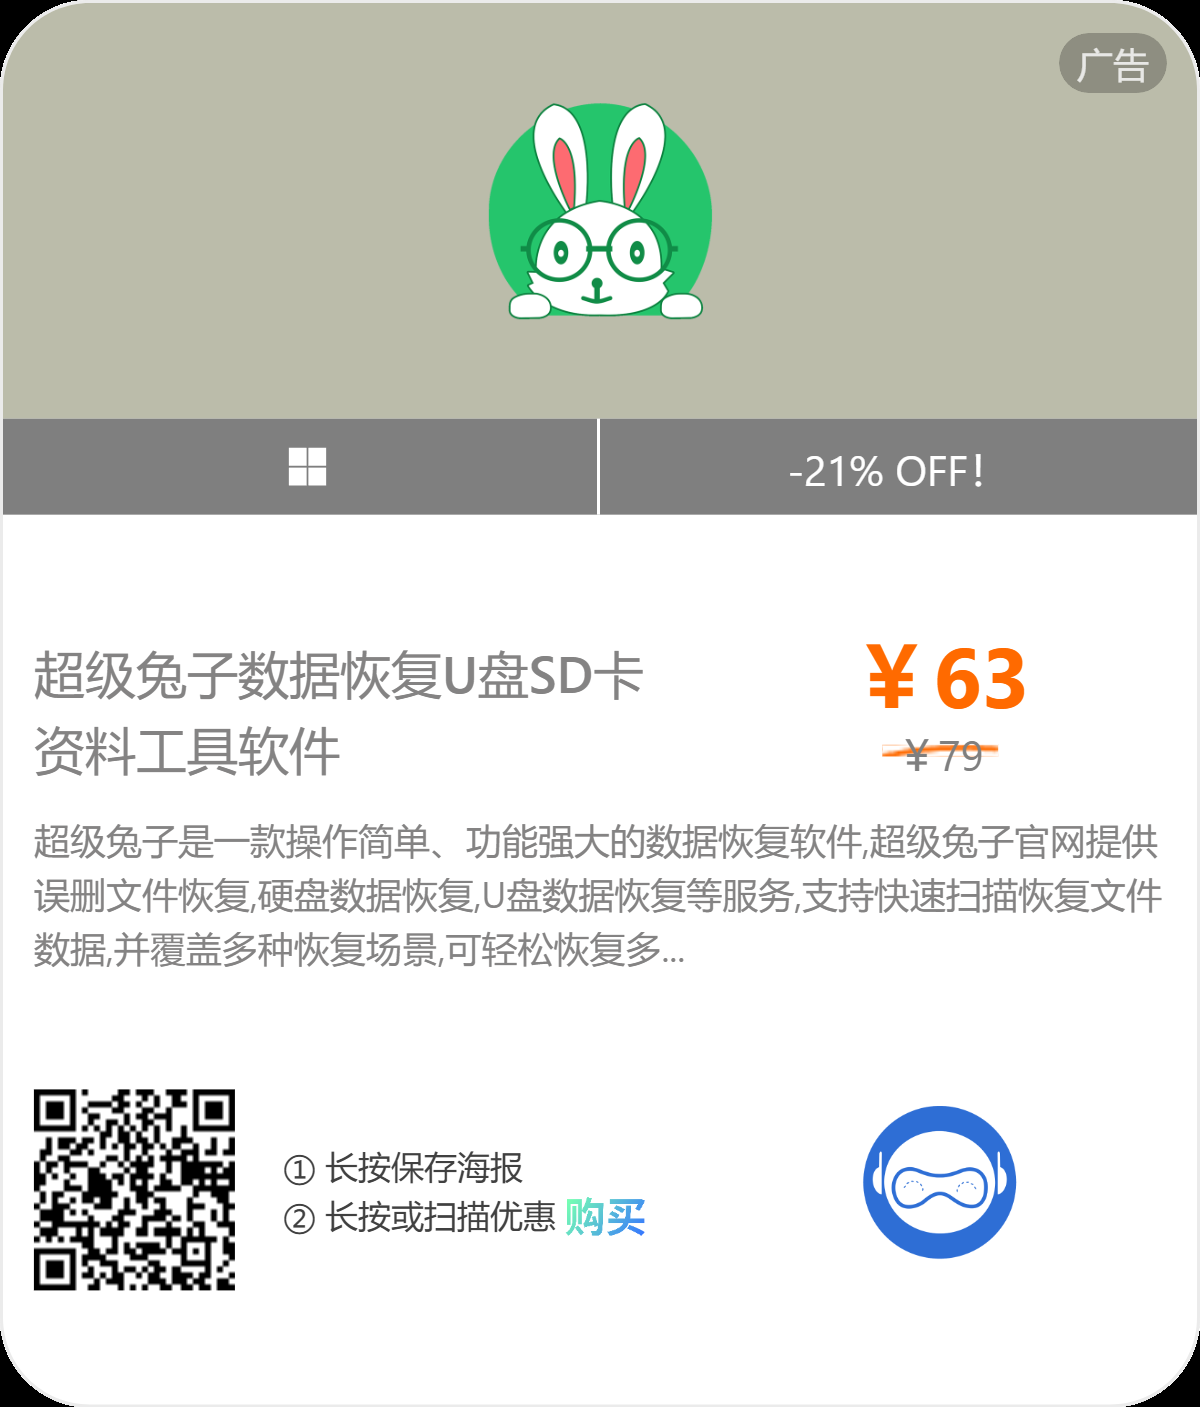 广告
-21% OFF!
超级兔子数据恢复U盘SD卡
资料工具软件
¥63
¥79
超级兔子是一款操作简单、功能强大的数据恢复软件,超级兔子官网提供
误删文件恢复,硬盘数据恢复,U盘数据恢复等服务,支持快速扫描恢复文件
数据,并覆盖多种恢复场景,可轻松恢复多...
① 长按保存海报
② 长按或扫描优惠 购买